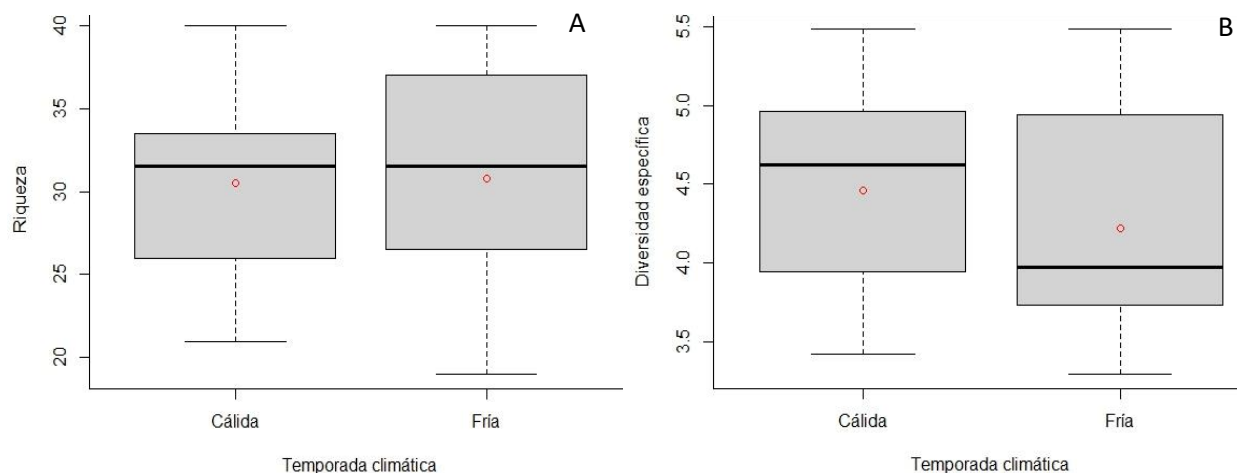 A
Riqueza
40
35
30
25
20
Cálida
Fría
Temporada climática
B
Diversidad específica
5.5
5.0
4.5
4.0
3.5
Cálida
Fría
Temporada climática